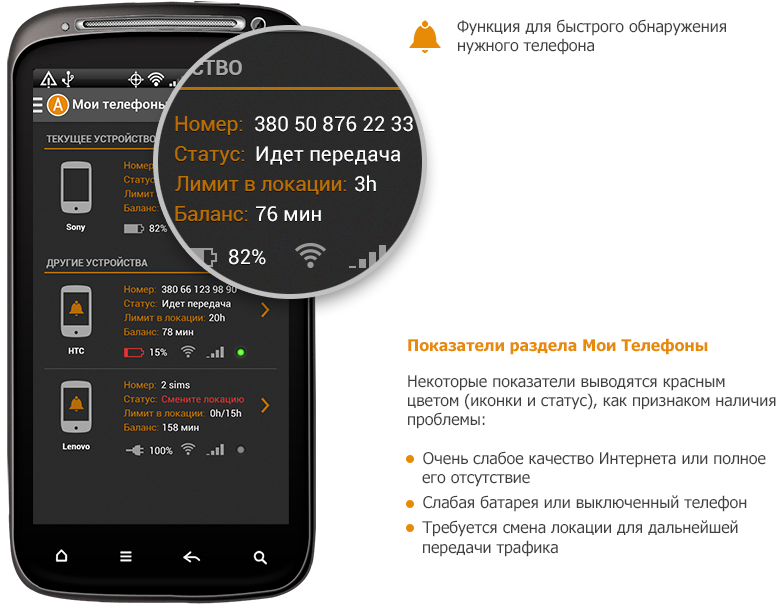 Функция для быстрого обнаружения
нужного телефона
Мои телефоны
ТЕКУЩЕЕ УСТРОЙСТВО
Sony
Номер:
Статус:
Лимит
Баланс:
82%
СТВО
Номер: 380 50 876 22 33
Статус: Идет передача
Лимит в локации: 3h
Баланс: 76 мин
82%
ДРУГИЕ УСТРОЙСТВА
Номер: 380 66 123 98 90
Статус: Идет передача
Лимит в локации: 20h
Баланс: 78 мин
HTC
15%
Номер: 2 sims
Статус: Смените локацию
Лимит в локации: 0h/15h
Баланс: 158 мин
Lenovo
100%
Показатели раздела Мои Телефоны
Некоторые показатели выводятся красным
цветом (иконки и статус), как признаком наличия
проблемы:
Очень слабое качество Интернета или полное
его отсутствие
Слабая батарея или выключенный телефон
Требуется смена локации для дальнейшей
передачи трафика